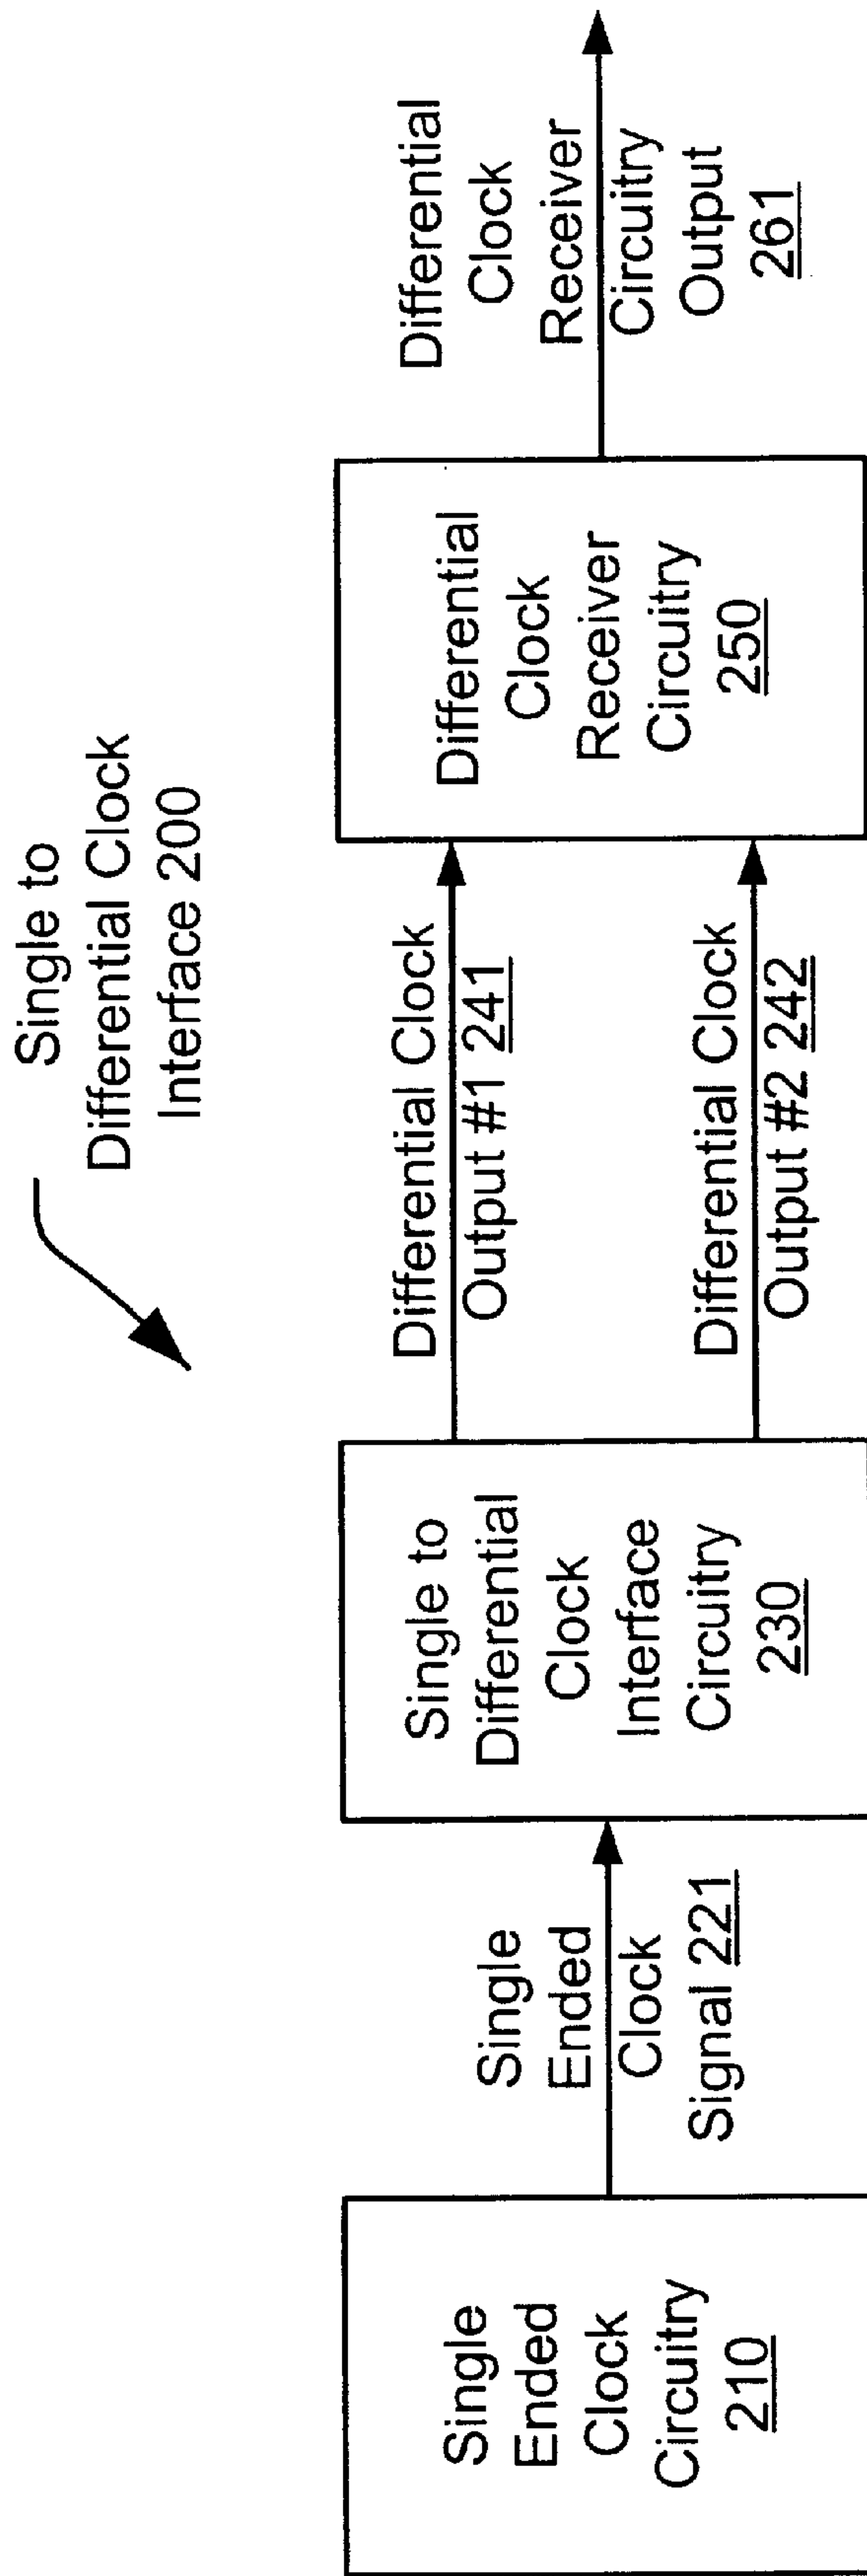 Single to
Differential Clock
Interface 200
Single
Ended
Clock
Circuitry
210
Single
Ended
Clock
Signal 221
Single to
Differential
Clock
Interface
Circuitry
230
Differential Clock
Output #1 241
Differential Clock
Output #2 242
Differential
Clock
Receiver
Circuitry
250
Differential
Clock
Receiver
Circuitry
Output
261